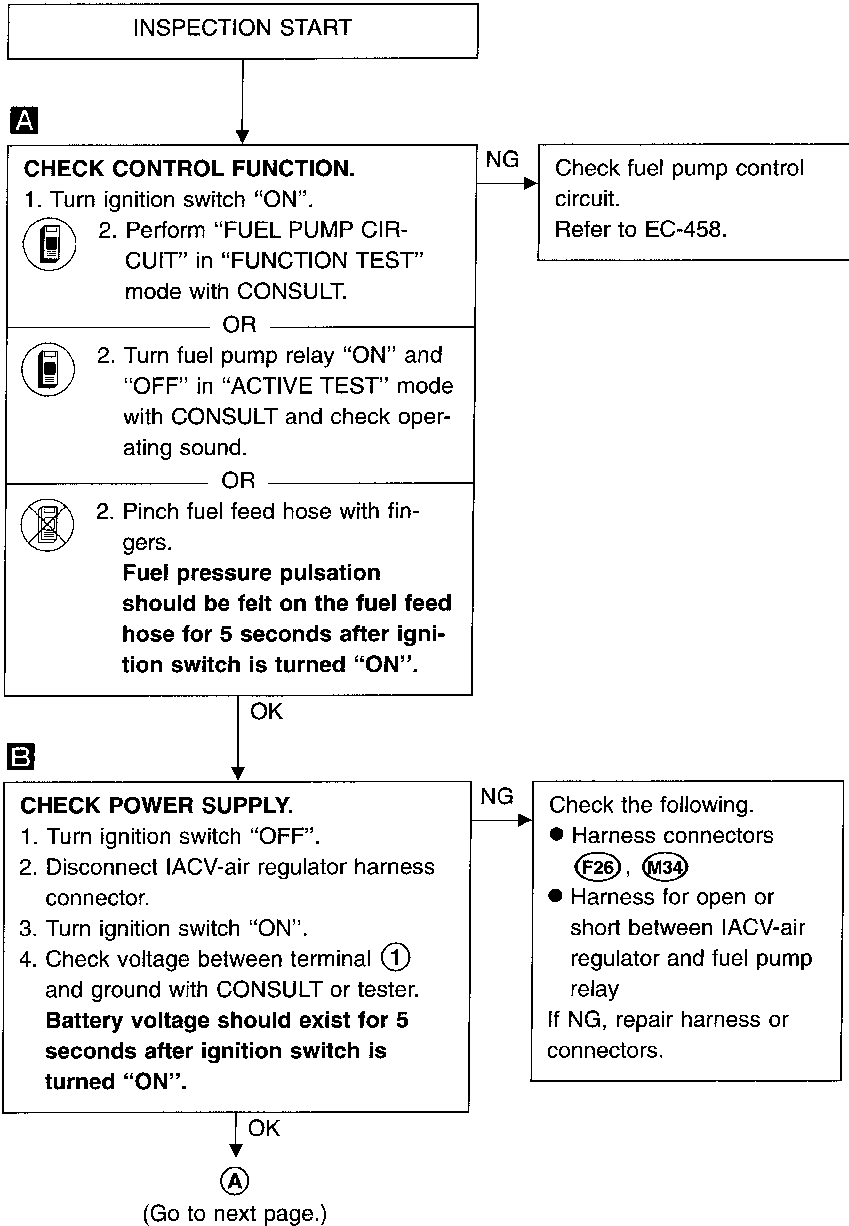 INSPECTION START
A
CHECK CONTROL FUNCTION.
1. Turn ignition switch “ON”.
2. Perform “FUEL PUMP CIR-
CUIT” in “FUNCTION TEST”
mode with CONSULT.
OR
2. Turn fuel pump relay “ON” and
“OFF” in “ACTIVE TEST” mode
with CONSULT and check oper-
ating sound.
OR
2. Pinch fuel feed hose with fin-
gers.
Fuel pressure pulsation
should be felt on the fuel feed
hose for 5 seconds after igni-
tion switch is turned “ON”.
NG
Check fuel pump control
circuit.
Refer to EC-458.
OK
B
CHECK POWER SUPPLY.
1. Turn ignition switch “OFF”.
2. Disconnect IACV-air regulator harness
connector.
3. Turn ignition switch “ON”.
4. Check voltage between terminal ①
and ground with CONSULT or tester.
Battery voltage should exist for 5
seconds after ignition switch is
turned “ON”.
NG
Check the following.
● Harness connectors
F26, M34
● Harness for open or
short between IACV-air
regulator and fuel pump
relay
If NG, repair harness or
connectors.
OK
Ⓐ
(Go to next page.)